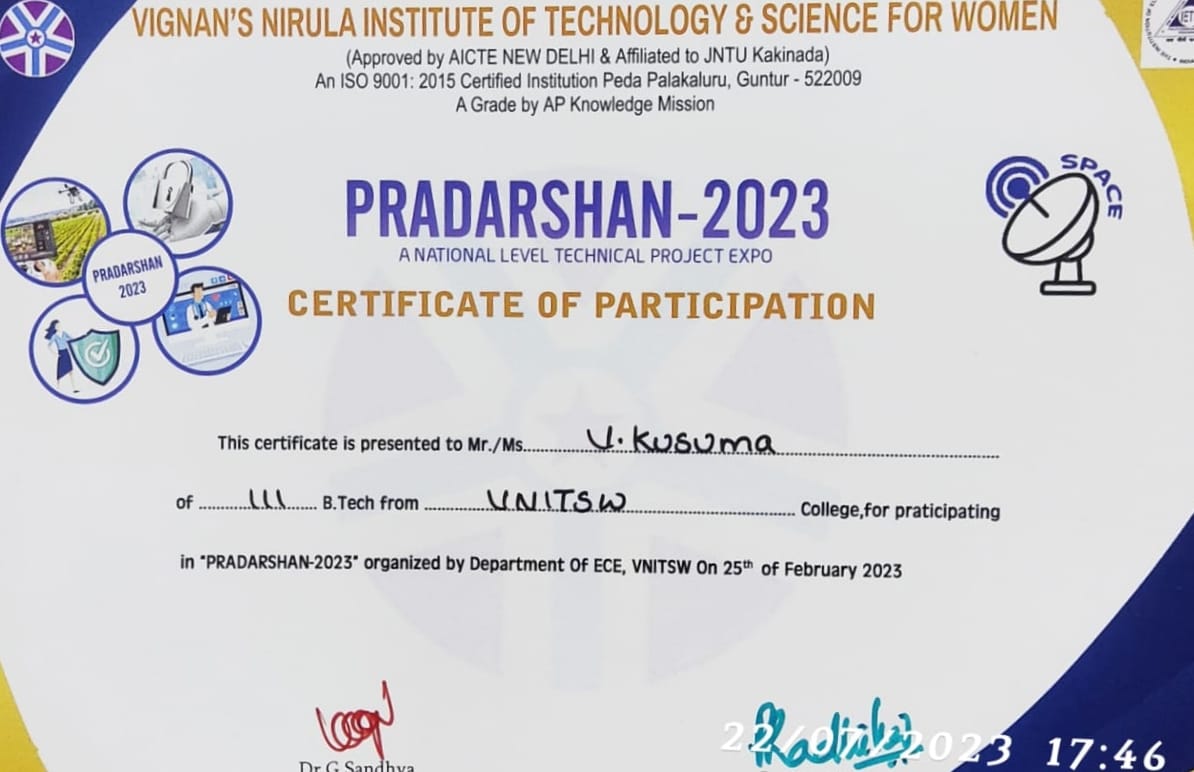 VIGNAN'S NIRULA INSTITUTE OF TECHNOLOGY & SCIENCE FOR WOMEN
(Approved by AICTE NEW DELHI & Affiliated to JNTU Kakinada)
An ISO 9001: 2015 Certified Institution Peda Palakaluru, Guntur - 522009
A Grade by AP Knowledge Mission
PRADARSHAN-2023
A NATIONAL LEVEL TECHNICAL PROJECT EXPO
CERTIFICATE OF PARTICIPATION
PRADARSHAN
2023
SPACE
This certificate is presented to Mr./Ms. V. Kusuma
of III B.Tech from VNITSW College,for praticipating
in "PRADARSHAN-2023" organized by Department Of ECE, VNITSW On 25th of February 2023
Dr G Sandhya
22/07/2023 17:46